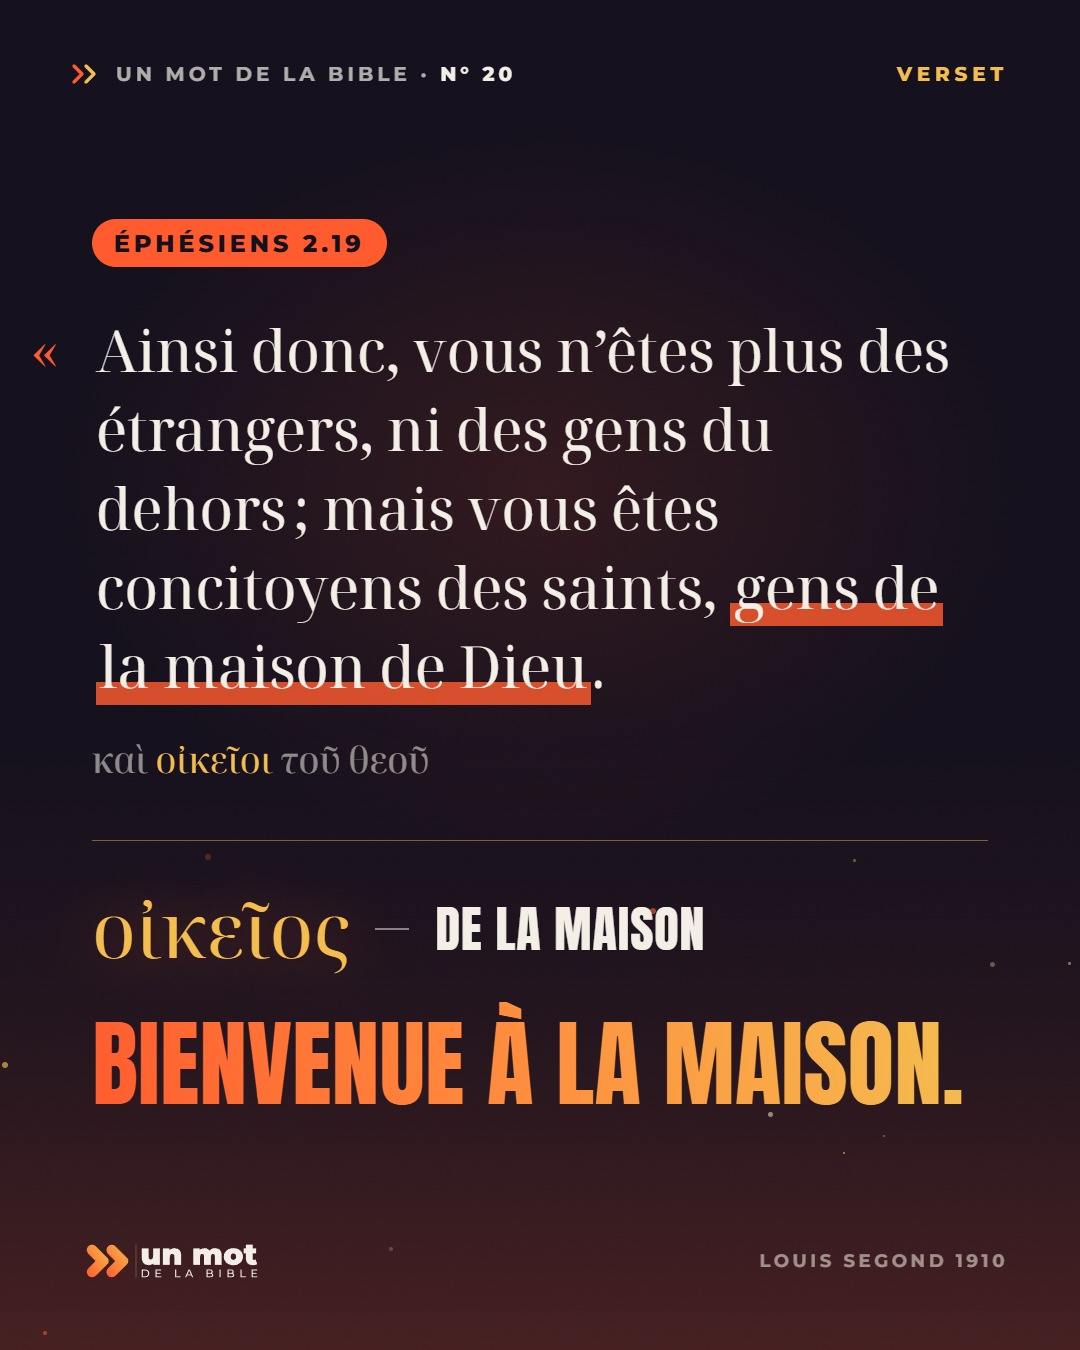 UN MOT DE LA BIBLE · N° 20
VERSET
ÉPHÉSIENS 2.19
« Ainsi donc, vous n’êtes plus des
étrangers, ni des gens du
dehors ; mais vous êtes
concitoyens des saints, gens de
la maison de Dieu.
καὶ οἰκεῖοι τοῦ θεοῦ
οἰκεῖος — DE LA MAISON
BIENVENUE À LA MAISON.
un mot
DE LA BIBLE
LOUIS SEGOND 1910